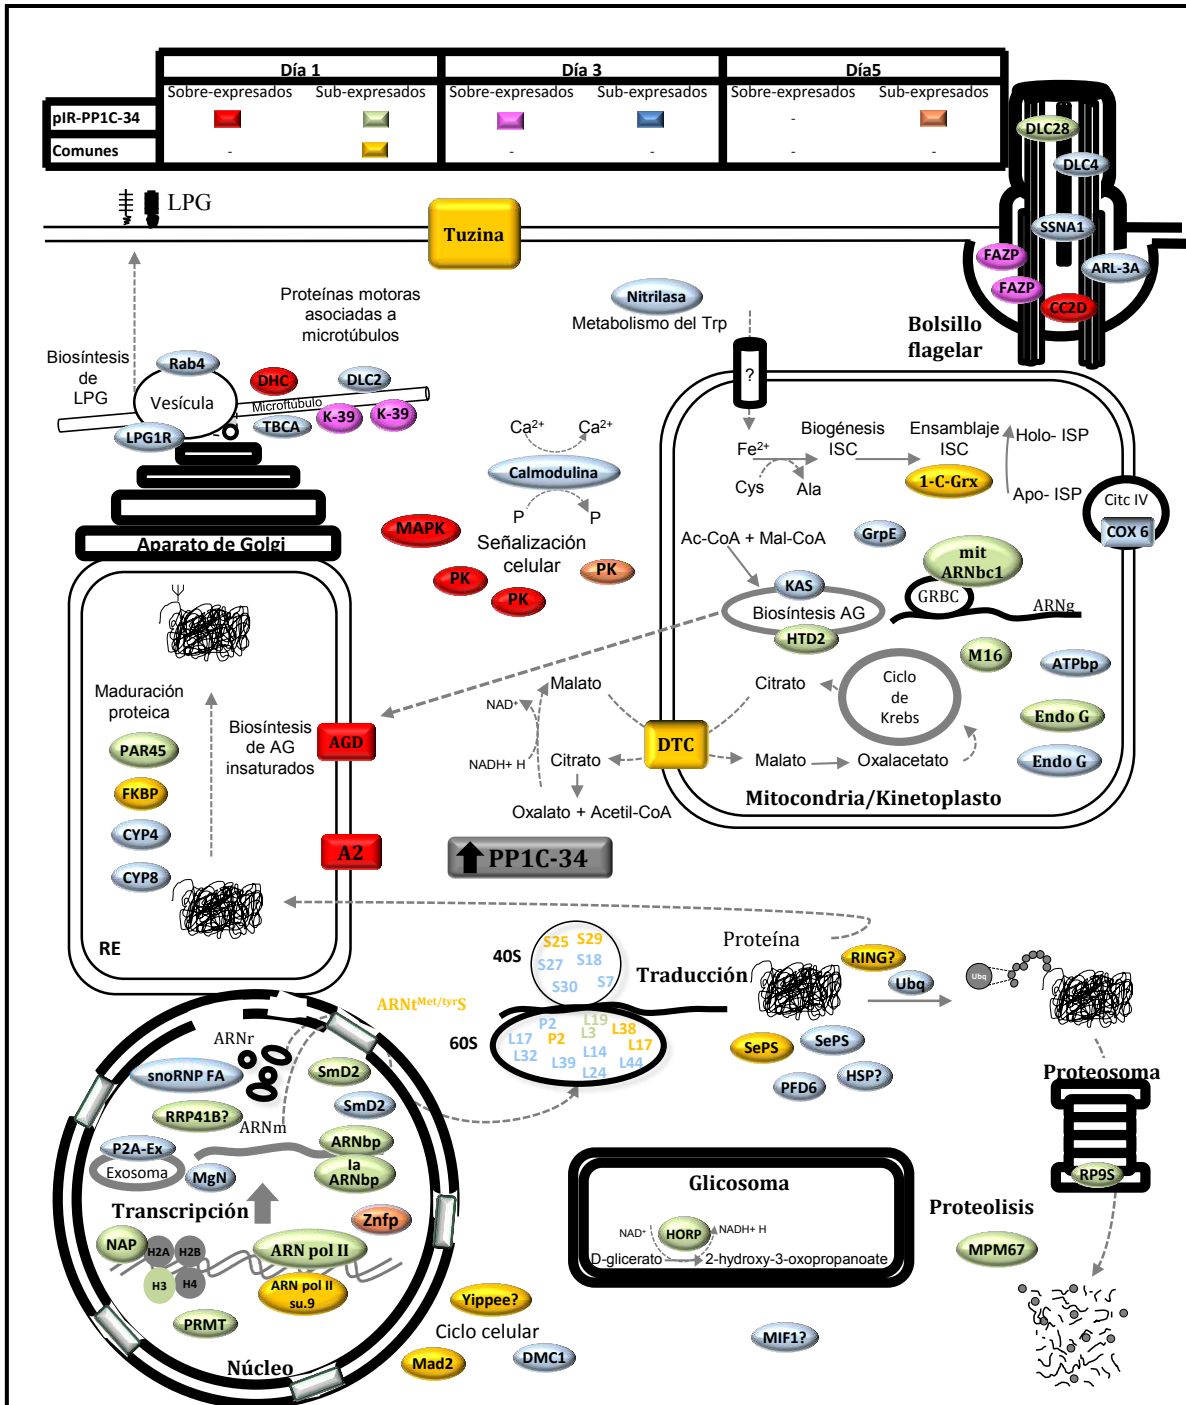 Día 1 Día 3 Día5
Sobre-expresados Sub-expresados Sobre-expresados Sub-expresados Sobre-expresados Sub-expresados
pIR-PP1C-34 -
Comunes - - - - -
DLC28
DLC4
SSNA1
FAZP
ARL-3A
FAZP
CC2D
Bolsillo
flagelar
LPG
Tuzina
Nitrilasa
Metabolismo del Trp
Proteínas motoras
asociadas a
microtúbulos
Biosíntesis
de
LPG
Rab4
Vesícula
LPG1R
DHC
DLC2
Microftúbulo
TBCA
K-39
K-39
Aparato de Golgi
Ca²⁺ Ca²⁺
Calmodulina
P P
MAPK
Señalización
celular
PK
PK
PK
?
Fe²⁺
Biogénesis
ISC
Ensamblaje
ISC
Holo- ISP
Cys
Ala
1-C-Grx
Apo- ISP
Citc IV
COX 6
GrpE
Ac-CoA + Mal-CoA
KAS
Biosíntesis AG
HTD2
mit
ARNbc1
GRBC
ARNg
M16
ATPbp
Endo G
Endo G
Ciclo
de
Krebs
Citrato
DTC
Malato
Oxalacetato
Mitocondria/Kinetoplasto
Malato
NAD⁺
NADH+ H
Citrato
Oxalato + Acetil-CoA
Maduración
proteica
PAR45
FKBP
CYP4
CYP8
Biosíntesis
de AG
insaturados
AGD
A2
RE
PP1C-34
40S
S25 S29
S27 S18
S30 S7
Traducción
ARNt^Met/tyr S
60S
P2 L19
L17 P2 L3 L38
L32 L39 L14 L17
L24 L44
Proteína
RING?
Ubq
Ubq
SePS
SePS
PFD6
HSP?
Proteosoma
RP9S
Proteolisis
MPM67
ARNr
snoRNP FA
SmD2
RRP41B?
SmD2
ARNm
P2A-Ex
Exosoma
MgN
ARNbp
la
ARNbp
Transcripción
Znfp
NAP
H2A H2B
H3 H4
ARN pol II
ARN pol II
su.9
PRMT
Núcleo
Yippee?
Ciclo celular
Mad2
DMC1
Glicosoma
NAD⁺
HORP
NADH+ H
D-glicerato
2-hydroxy-3-oxopropanoate
MIF1?